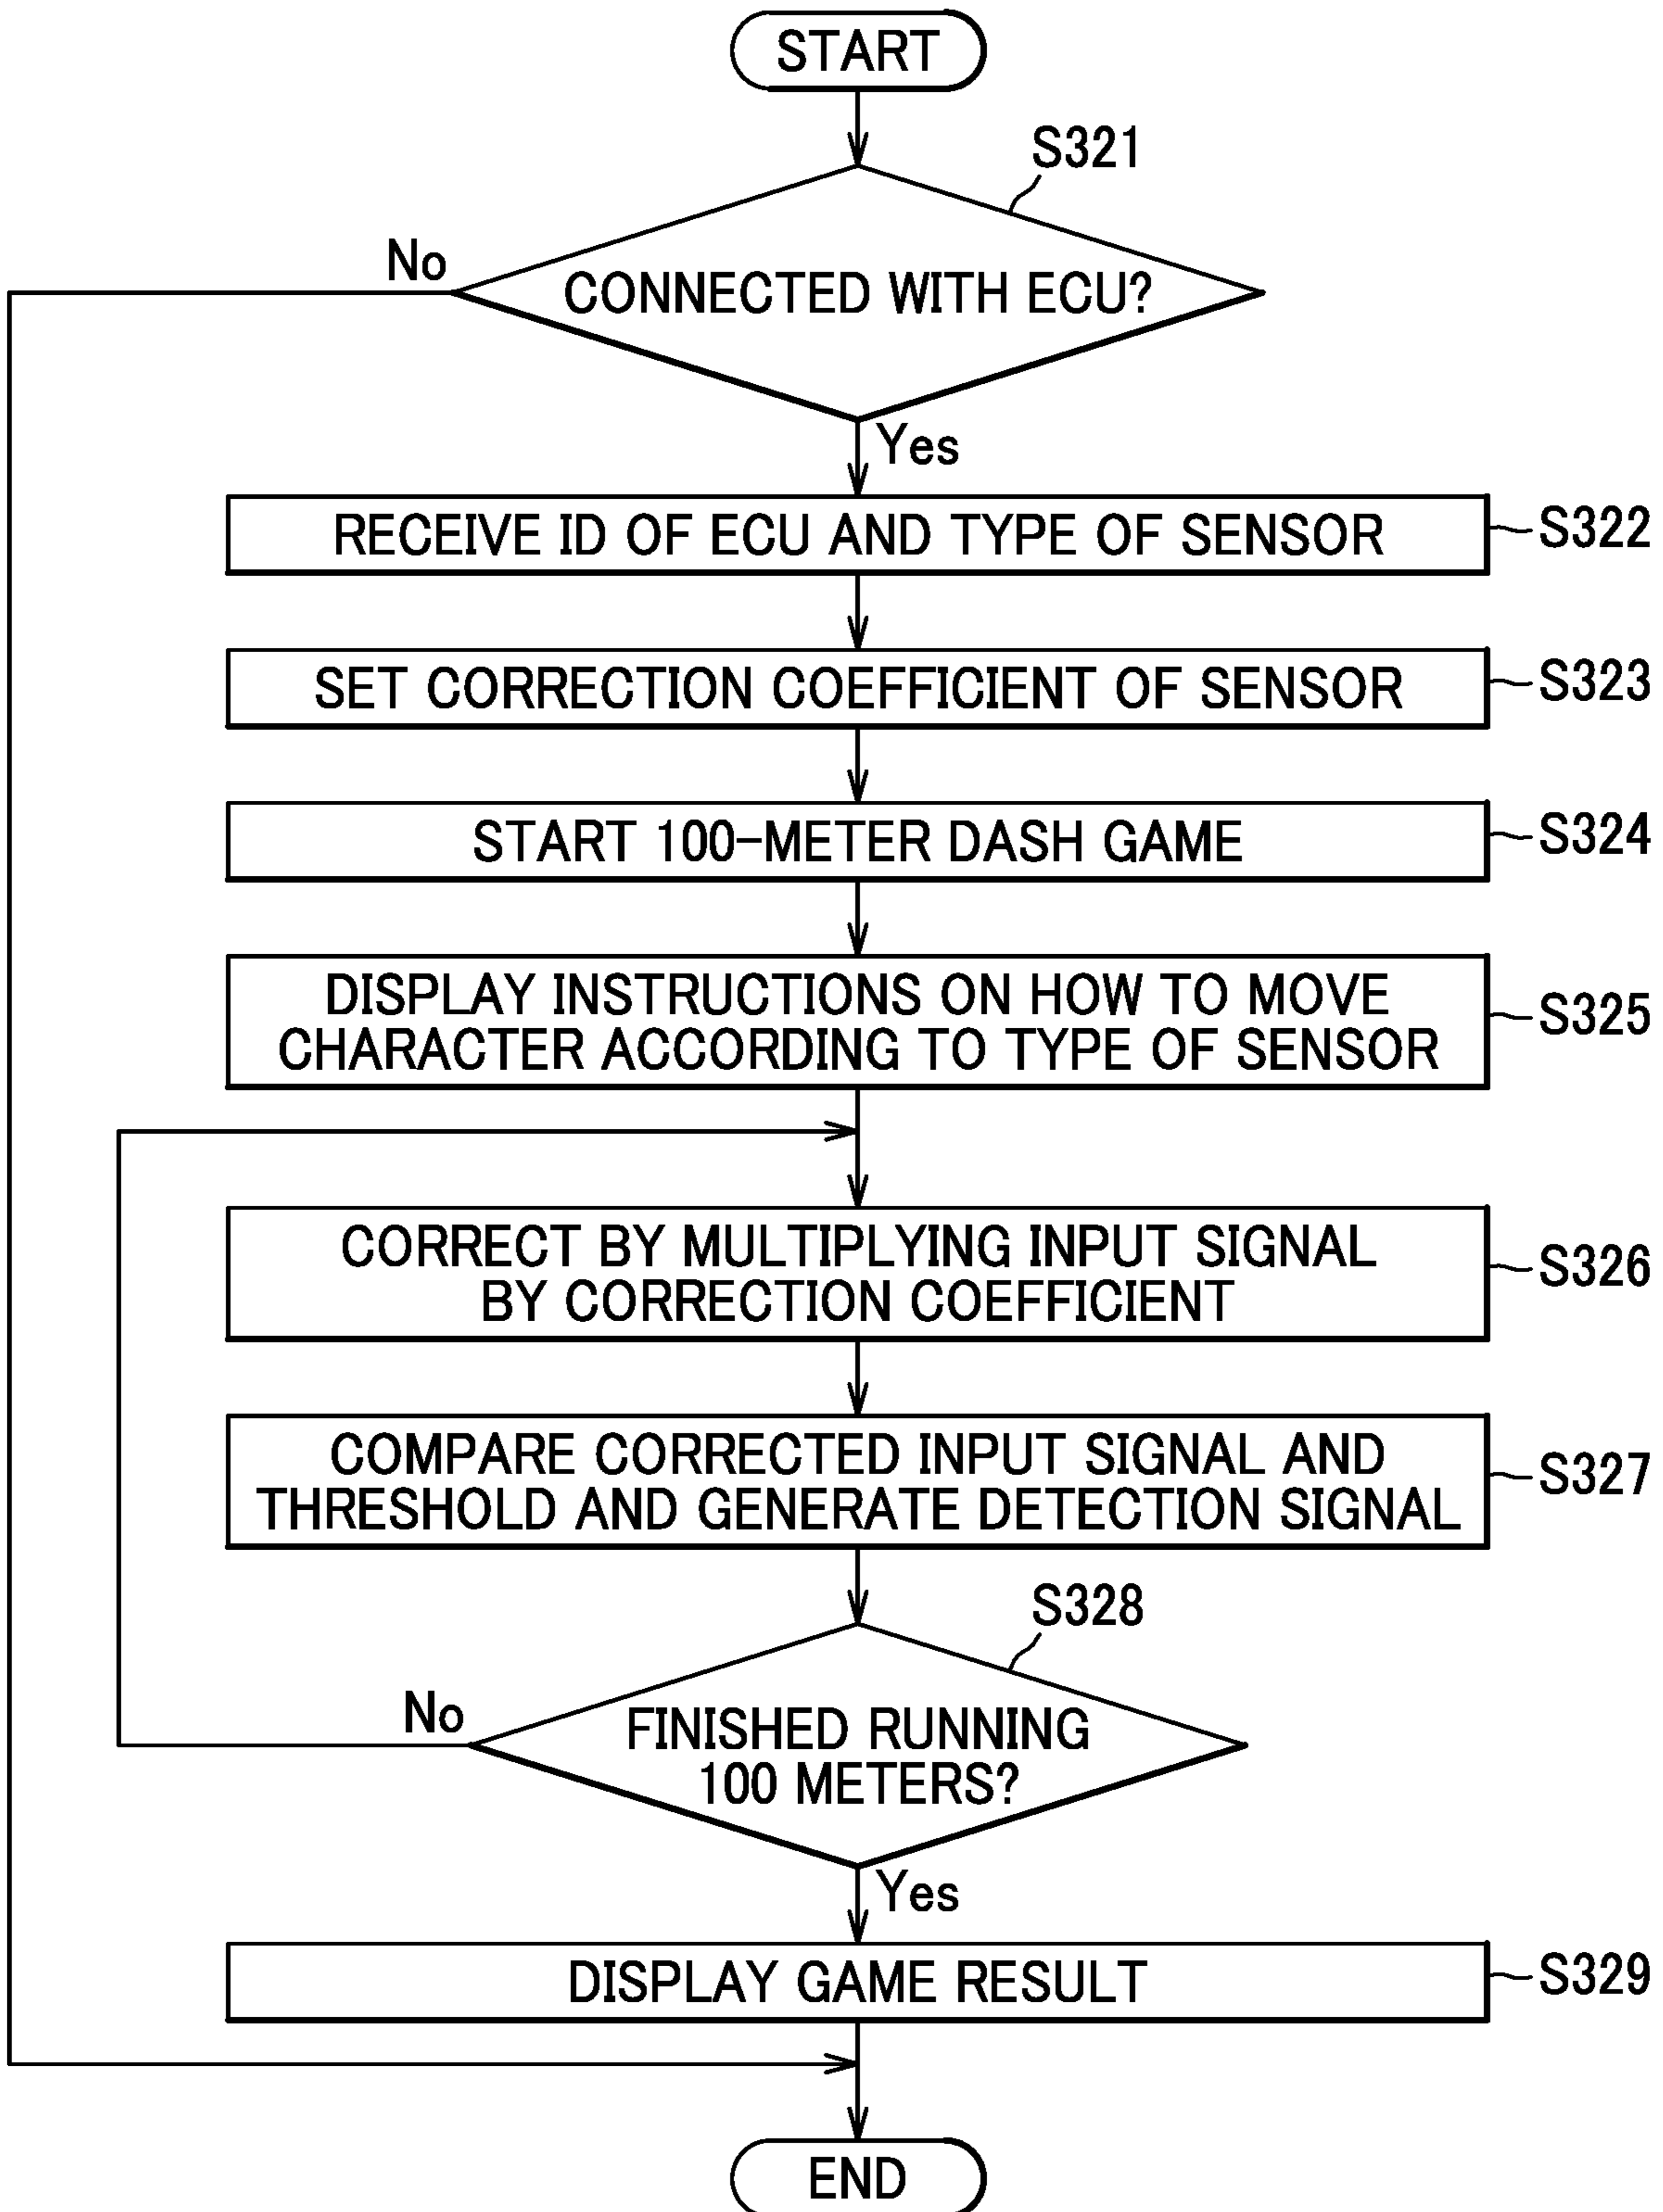 START
S321
No
CONNECTED WITH ECU?
Yes
RECEIVE ID OF ECU AND TYPE OF SENSOR
S322
SET CORRECTION COEFFICIENT OF SENSOR
S323
START 100-METER DASH GAME
S324
DISPLAY INSTRUCTIONS ON HOW TO MOVE
CHARACTER ACCORDING TO TYPE OF SENSOR
S325
CORRECT BY MULTIPLYING INPUT SIGNAL
BY CORRECTION COEFFICIENT
S326
COMPARE CORRECTED INPUT SIGNAL AND
THRESHOLD AND GENERATE DETECTION SIGNAL
S327
S328
No
FINISHED RUNNING
100 METERS?
Yes
DISPLAY GAME RESULT
S329
END